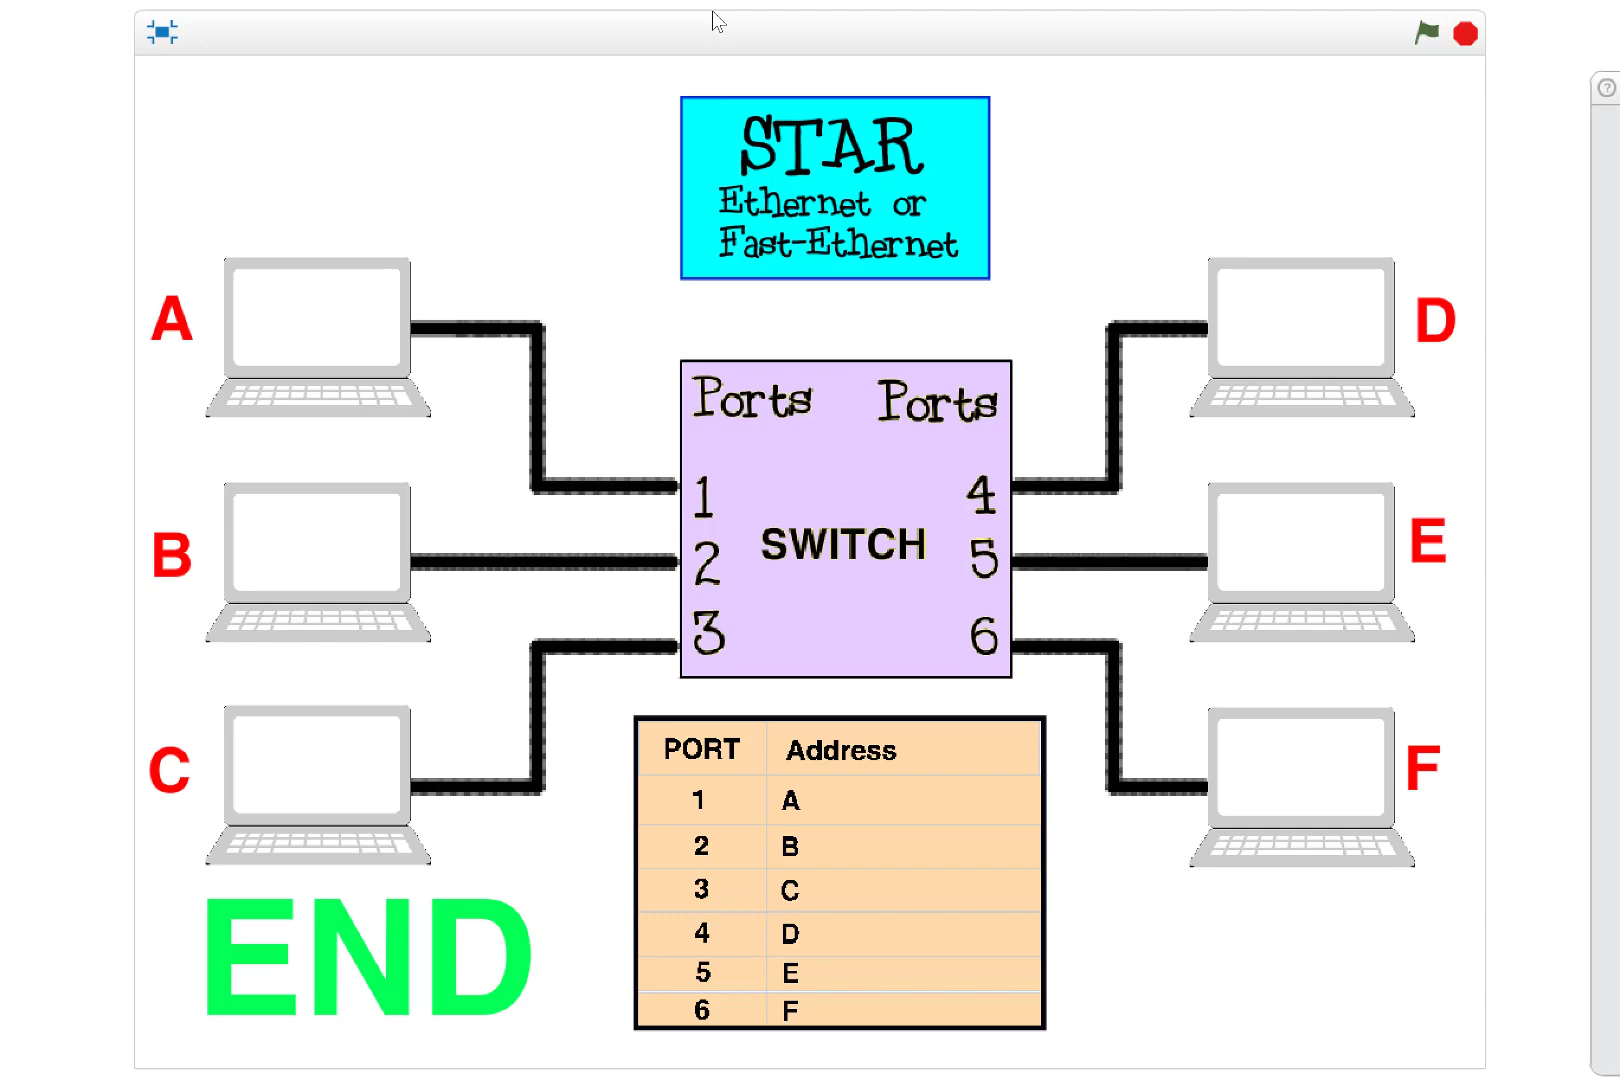 STAR
Ethernet or
Fast-Ethernet
A
D
Ports Ports
1 4
SWITCH
B
2 5
E
3 6
C
F
PORT Address
1 A
2 B
3 C
4 D
5 E
6 F
END
?